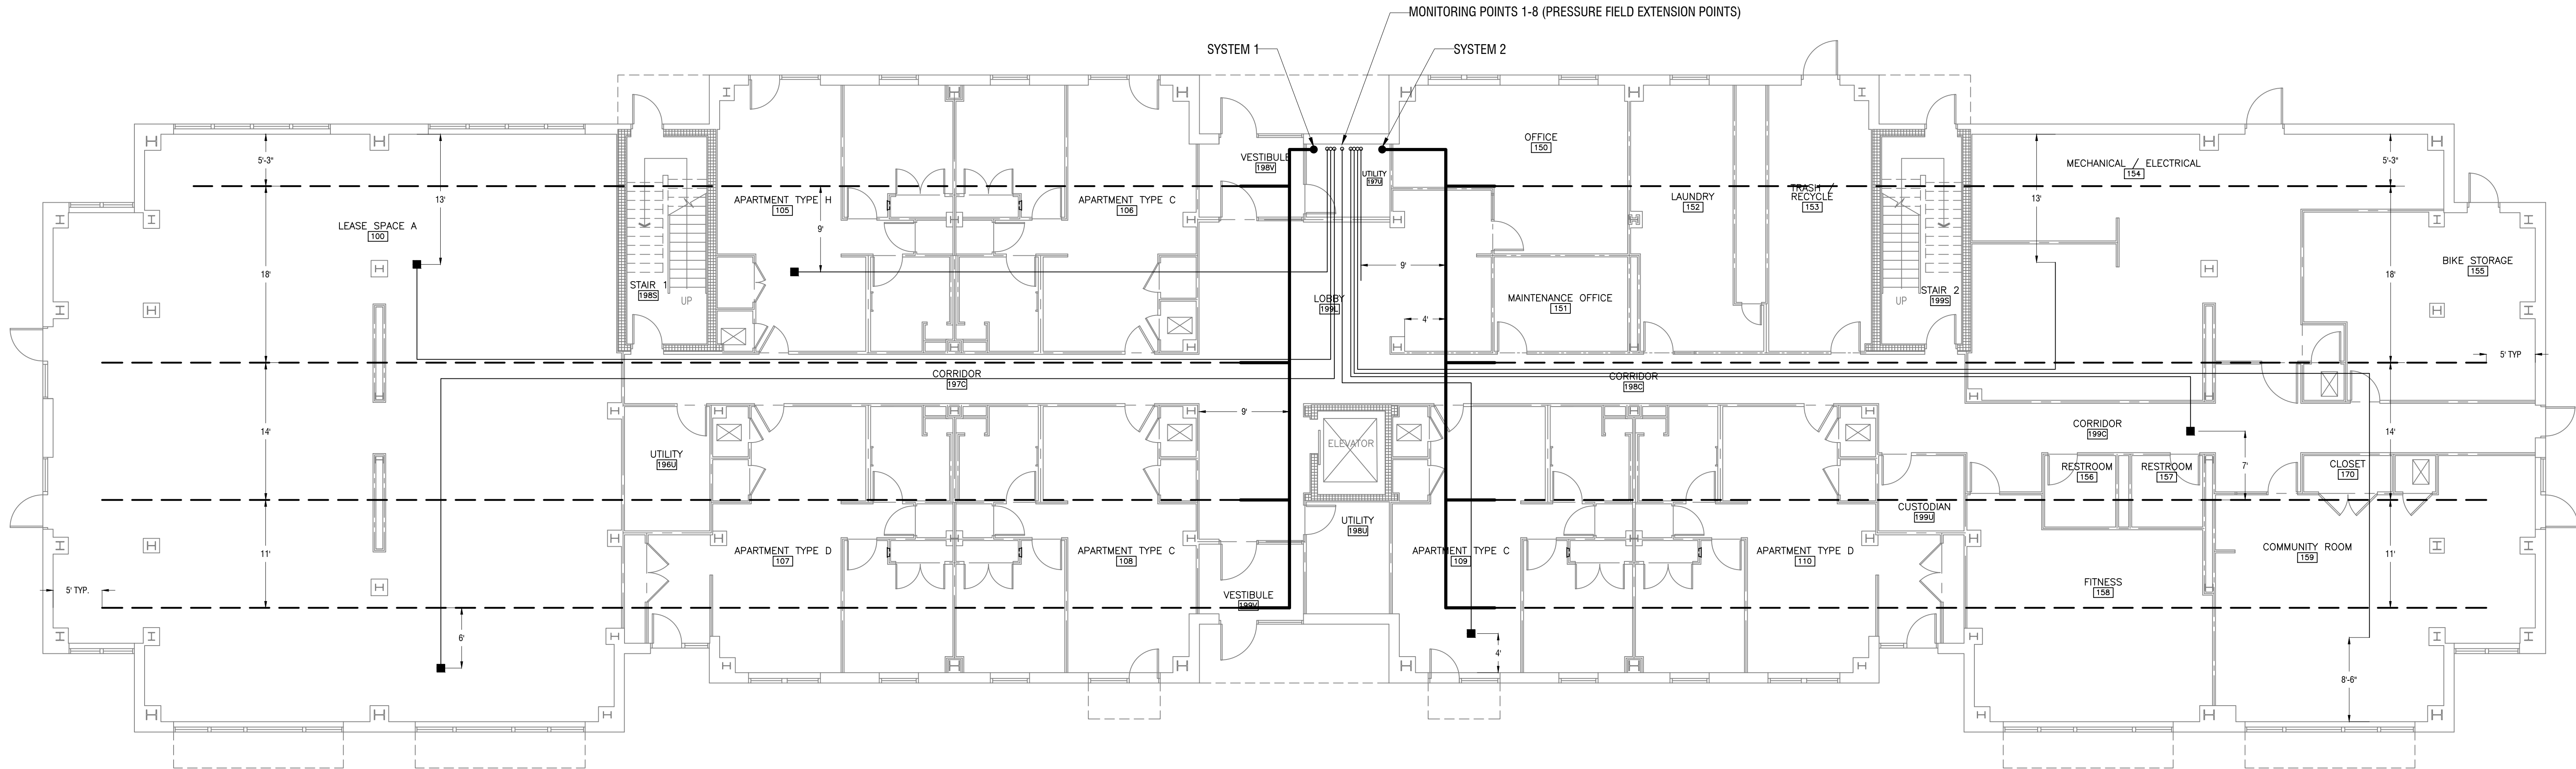 MONITORING POINTS 1-8 (PRESSURE FIELD EXTENSION POINTS)
SYSTEM 1
SYSTEM 2
5'-3"
13'
LEASE SPACE A
100
18'
STAIR 1
198S
UP
APARTMENT TYPE H
105
9'
APARTMENT TYPE C
106
VESTIBULE
198V
UTILITY
197U
LOBBY
199L
9'
4'
OFFICE
150
MAINTENANCE OFFICE
151
LAUNDRY
152
TRASH /
RECYCLE
153
STAIR 2
199S
UP
13'
MECHANICAL / ELECTRICAL
154
5'-3"
18'
BIKE STORAGE
155
5' TYP
CORRIDOR
197C
CORRIDOR
198C
14'
9'
ELEVATOR
UTILITY
196U
CORRIDOR
199C
7'
14'
RESTROOM
156
RESTROOM
157
CLOSET
170
CUSTODIAN
199U
UTILITY
198U
11'
APARTMENT TYPE D
107
APARTMENT TYPE C
108
APARTMENT TYPE C
109
APARTMENT TYPE D
110
COMMUNITY ROOM
159
11'
5' TYP.
VESTIBULE
199V
FITNESS
158
6'
4'
8'-6"